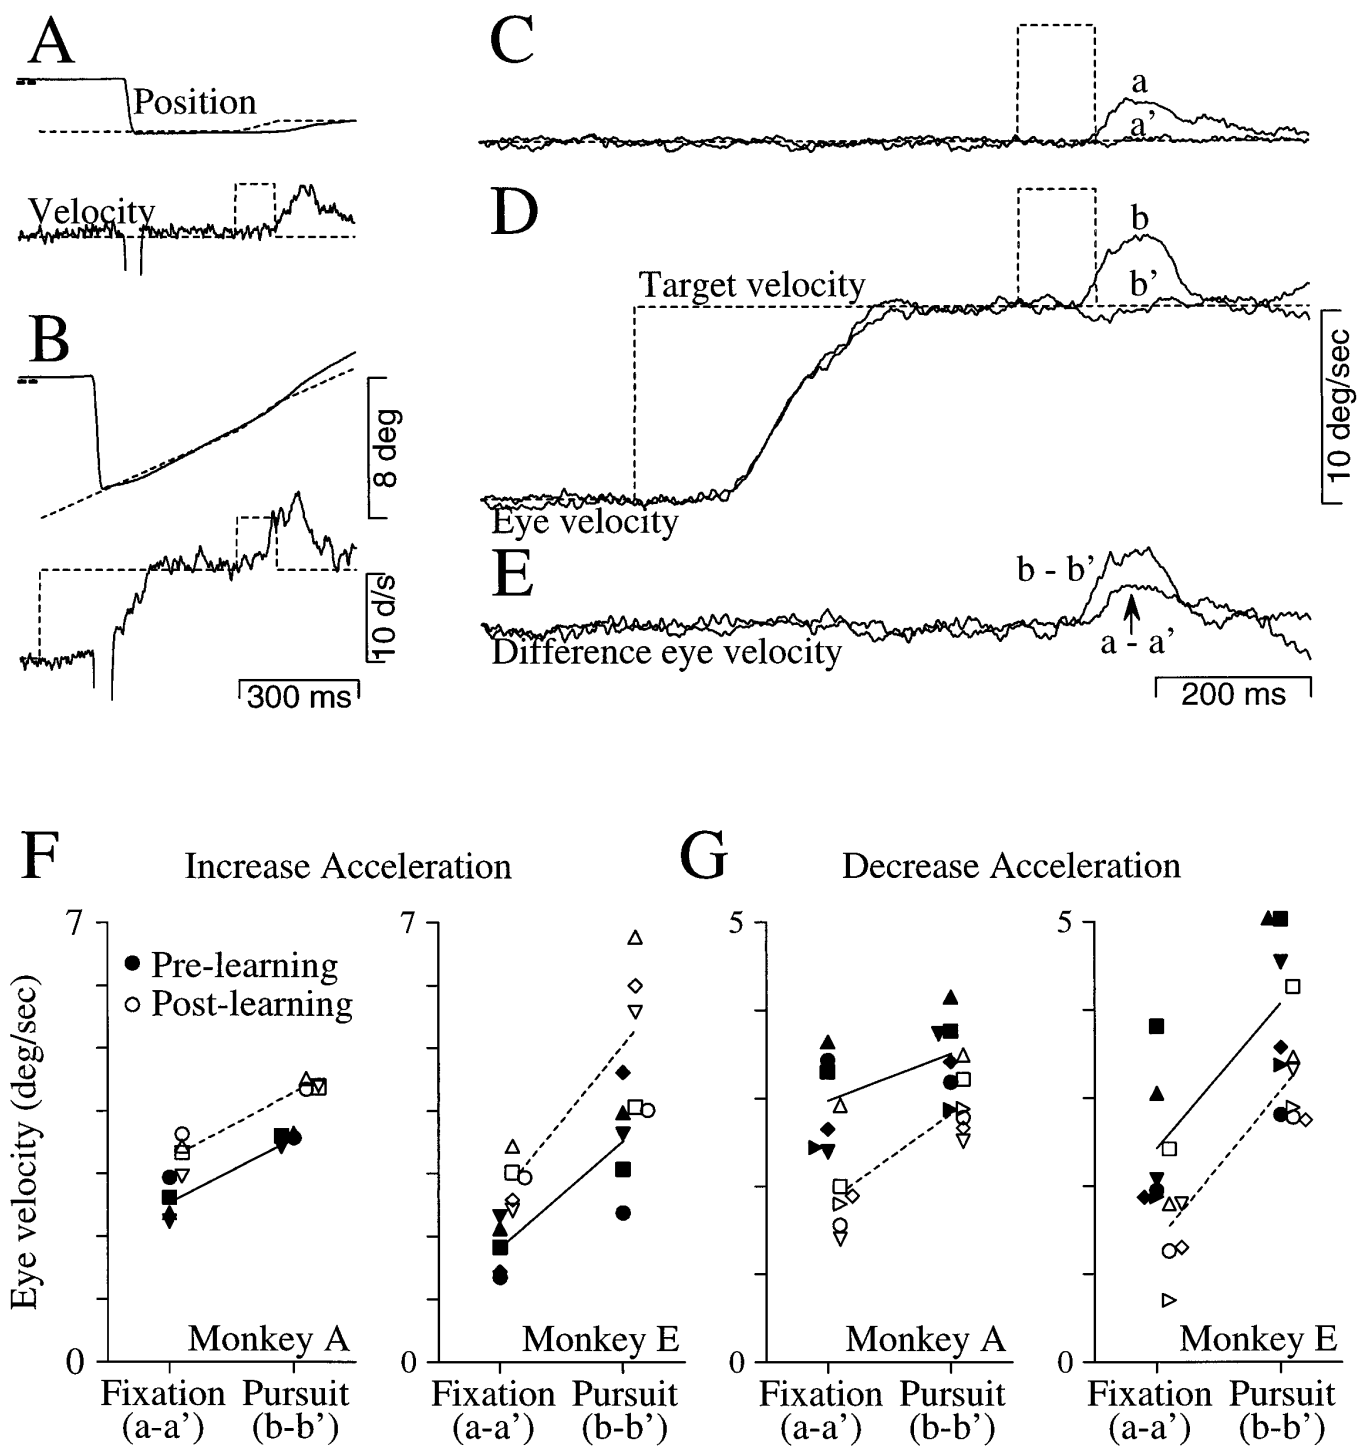 A
Position
Velocity
B
8 deg
10 d/s
300 ms
C
a
a'
D
b
b'
Target velocity
10 deg/sec
Eye velocity
E
b - b'
a - a'
Difference eye velocity
200 ms
F Increase Acceleration
G Decrease Acceleration
7 7 5 5
Pre-learning
Post-learning
Eye velocity (deg/sec)
Monkey A Monkey E Monkey A Monkey E
0 0 0 0
Fixation Pursuit Fixation Pursuit Fixation Pursuit Fixation Pursuit
(a-a') (b-b') (a-a') (b-b') (a-a') (b-b') (a-a') (b-b')